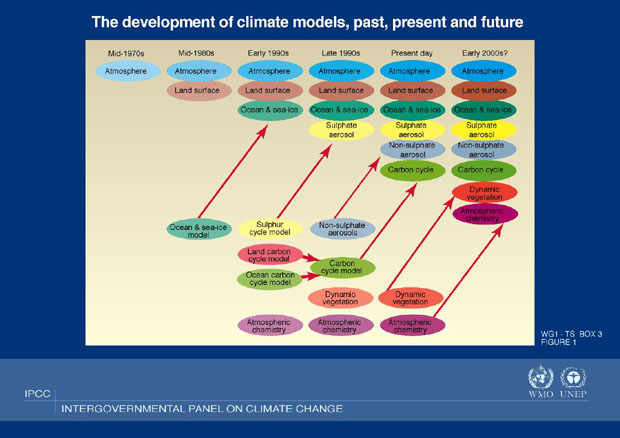 The development of climate models, past, present and future
Mid-1970s Mid-1980s Early 1990s Late 1990s Present day Early 2000s?
Atmosphere Atmosphere Atmosphere Atmosphere Atmosphere Atmosphere
Land surface Land surface Land surface Land surface Land surface
Ocean & sea-ice Ocean & sea-ice Ocean & sea-ice Ocean & sea-ice
Sulphate Sulphate Sulphate
aerosol aerosol aerosol
Non-sulphate Non-sulphate
aerosol aerosol
Carbon cycle Carbon cycle
Dynamic
vegetation
Atmospheric
chemistry
Ocean & sea-ice
model
Sulphur
cycle model
Non-sulphate
aerosols
Land carbon
cycle model
Carbon
cycle model
Ocean carbon
cycle model
Dynamic Dynamic
vegetation vegetation
Atmospheric Atmospheric Atmospheric
chemistry chemistry chemistry
WG1 - TS BOX 3
FIGURE 1
WMO UNEP
IPCC
INTERGOVERNMENTAL PANEL ON CLIMATE CHANGE